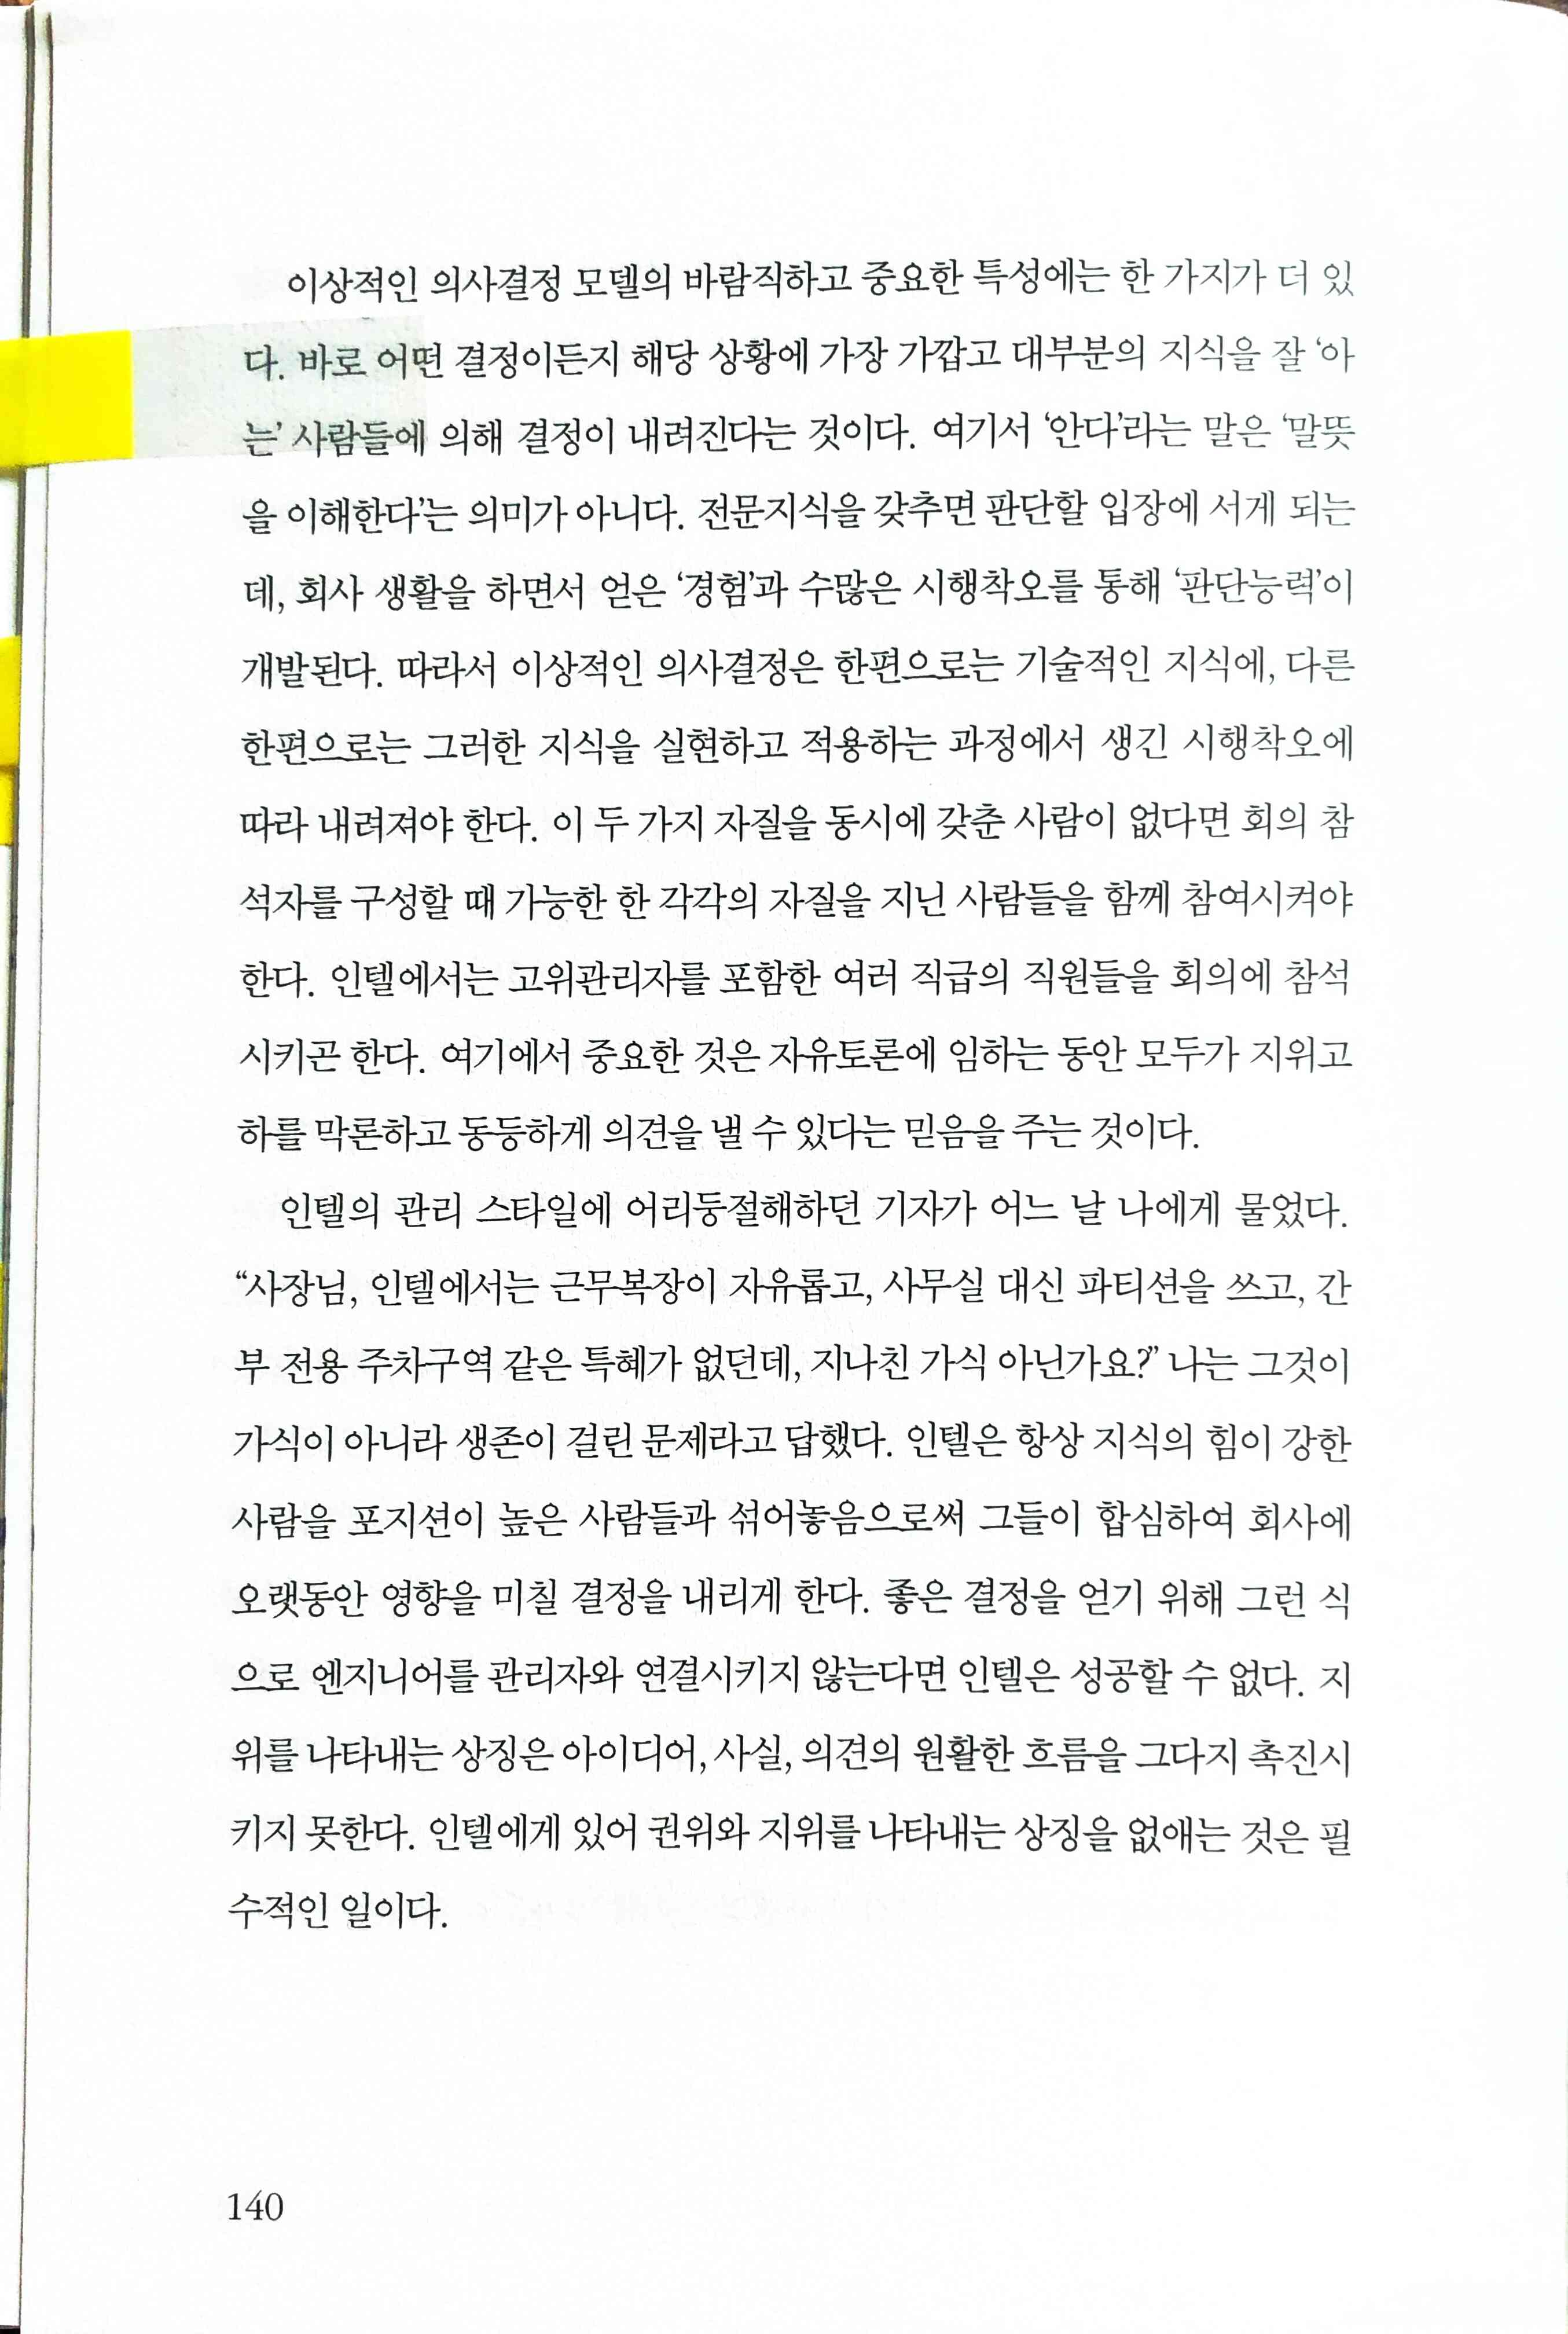 이상적인 의사결정 모델의 바람직하고 중요한 특성에는 한 가지가 더 있
다. 바로 어떤 결정이든지 해당 상황에 가장 가깝고 대부분의 지식을 잘 ‘아
는’ 사람들에 의해 결정이 내려진다는 것이다. 여기서 ‘안다’라는 말은 ‘말뜻
을 이해한다’는 의미가 아니다. 전문지식을 갖추면 판단할 입장에 서게 되는
데, 회사 생활을 하면서 얻은 ‘경험’과 수많은 시행착오를 통해 ‘판단능력’이
개발된다. 따라서 이상적인 의사결정은 한편으로는 기술적인 지식에, 다른
한편으로는 그러한 지식을 실현하고 적용하는 과정에서 생긴 시행착오에
따라 내려져야 한다. 이 두 가지 자질을 동시에 갖춘 사람이 없다면 회의 참
석자를 구성할 때 가능한 한 각각의 자질을 지닌 사람들을 함께 참여시켜야
한다. 인텔에서는 고위관리자를 포함한 여러 직급의 직원들을 회의에 참석
시키곤 한다. 여기에서 중요한 것은 자유토론에 임하는 동안 모두가 지위고
하를 막론하고 동등하게 의견을 낼 수 있다는 믿음을 주는 것이다.
인텔의 관리 스타일에 어리둥절해하던 기자가 어느 날 나에게 물었다.
“사장님, 인텔에서는 근무복장이 자유롭고, 사무실 대신 파티션을 쓰고, 간
부 전용 주차구역 같은 특혜가 없던데, 지나친 가식 아닌가요?” 나는 그것이
가식이 아니라 생존이 걸린 문제라고 답했다. 인텔은 항상 지식의 힘이 강한
사람을 포지션이 높은 사람들과 섞어놓음으로써 그들이 합심하여 회사에
오랫동안 영향을 미칠 결정을 내리게 한다. 좋은 결정을 얻기 위해 그런 식
으로 엔지니어를 관리자와 연결시키지 않는다면 인텔은 성공할 수 없다. 지
위를 나타내는 상징은 아이디어, 사실, 의견의 원활한 흐름을 그다지 촉진시
키지 못한다. 인텔에게 있어 권위와 지위를 나타내는 상징을 없애는 것은 필
수적인 일이다.
140